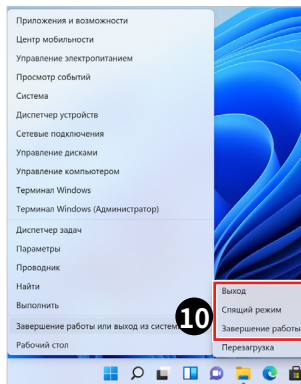 Приложения и возможности
Центр мобильности
Управление электропитанием
Просмотр событий
Система
Диспетчер устройств
Сетевые подключения
Управление дисками
Управление компьютером
Терминал Windows
Терминал Windows (Администратор)
Диспетчер задач
Параметры
Проводник
Найти
Выполнить
Завершение работы или выход из систем
Рабочий стол
10
Выход
Спящий режим
Завершение работы
Перезагрузка